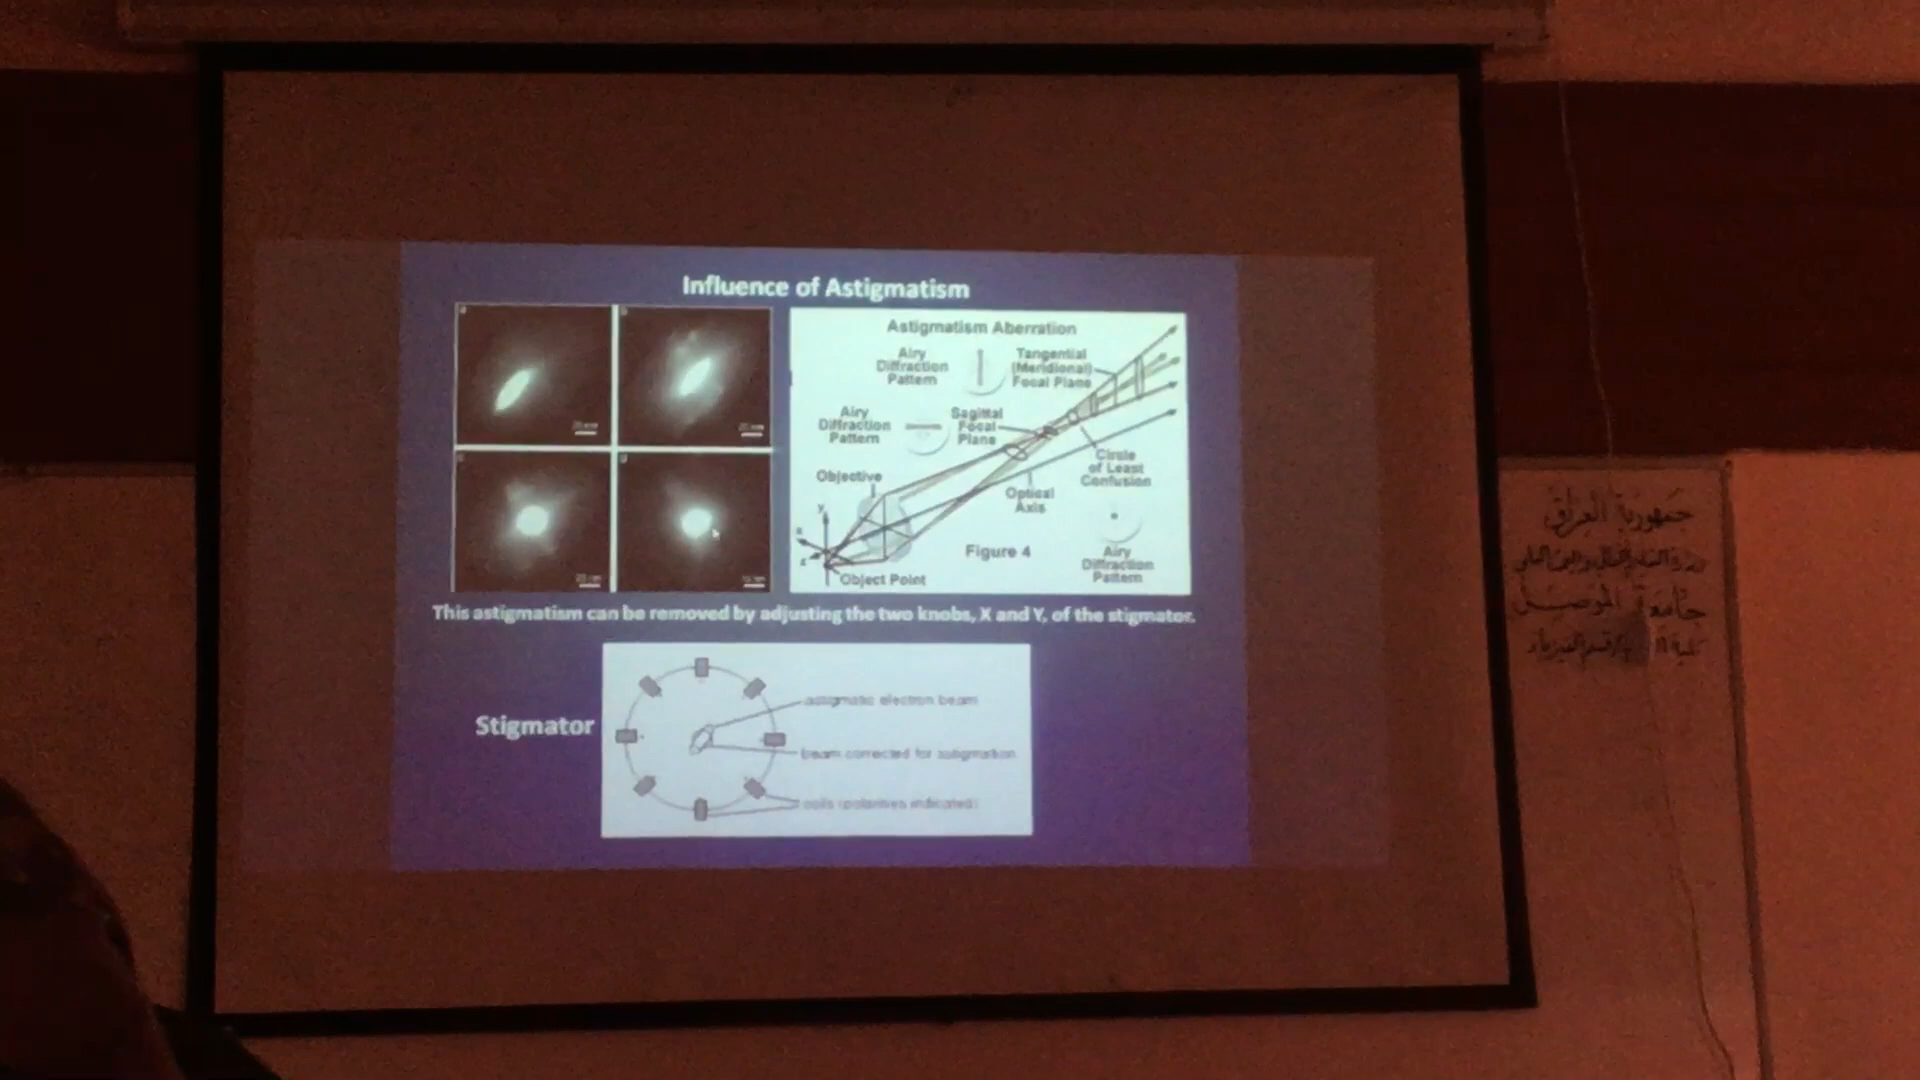 Influence of Astigmatism
Astigmatism Aberration
Airy
Diffraction
Pattern
Tangential
(Meridional)
Focal Plane
Airy
Diffraction
Pattern
Sagittal
Focal
Plane
Objective
Circle
of Least
Confusion
Optical
Axis
y
x
Figure 4
Airy
Diffraction
Pattern
Object Point
This astigmatism can be removed by adjusting the two knobs, X and Y, of the stigmator.
Stigmator
astigmatic electron beam
beam corrected for astigmatism
coils (polarities indicated)
جمهورية العراق
جامعة الموصل